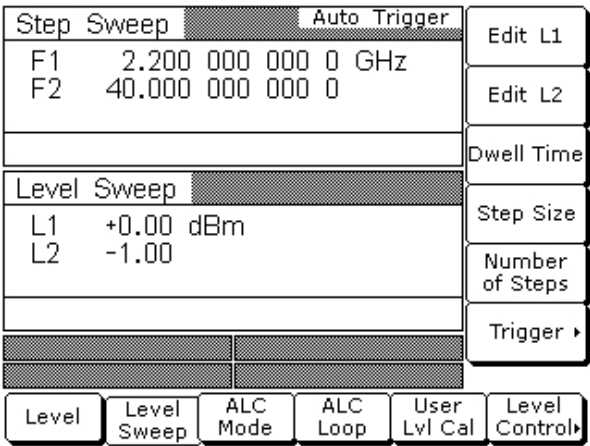 Step Sweep Auto Trigger
F1 2.200 000 000 0 GHz
F2 40.000 000 000 0
Level Sweep
L1 +0.00 dBm
L2 -1.00
Edit L1
Edit L2
Dwell Time
Step Size
Number
of Steps
Trigger
Level
Level
Sweep
ALC
Mode
ALC
Loop
User
Lvl Cal
Level
Control